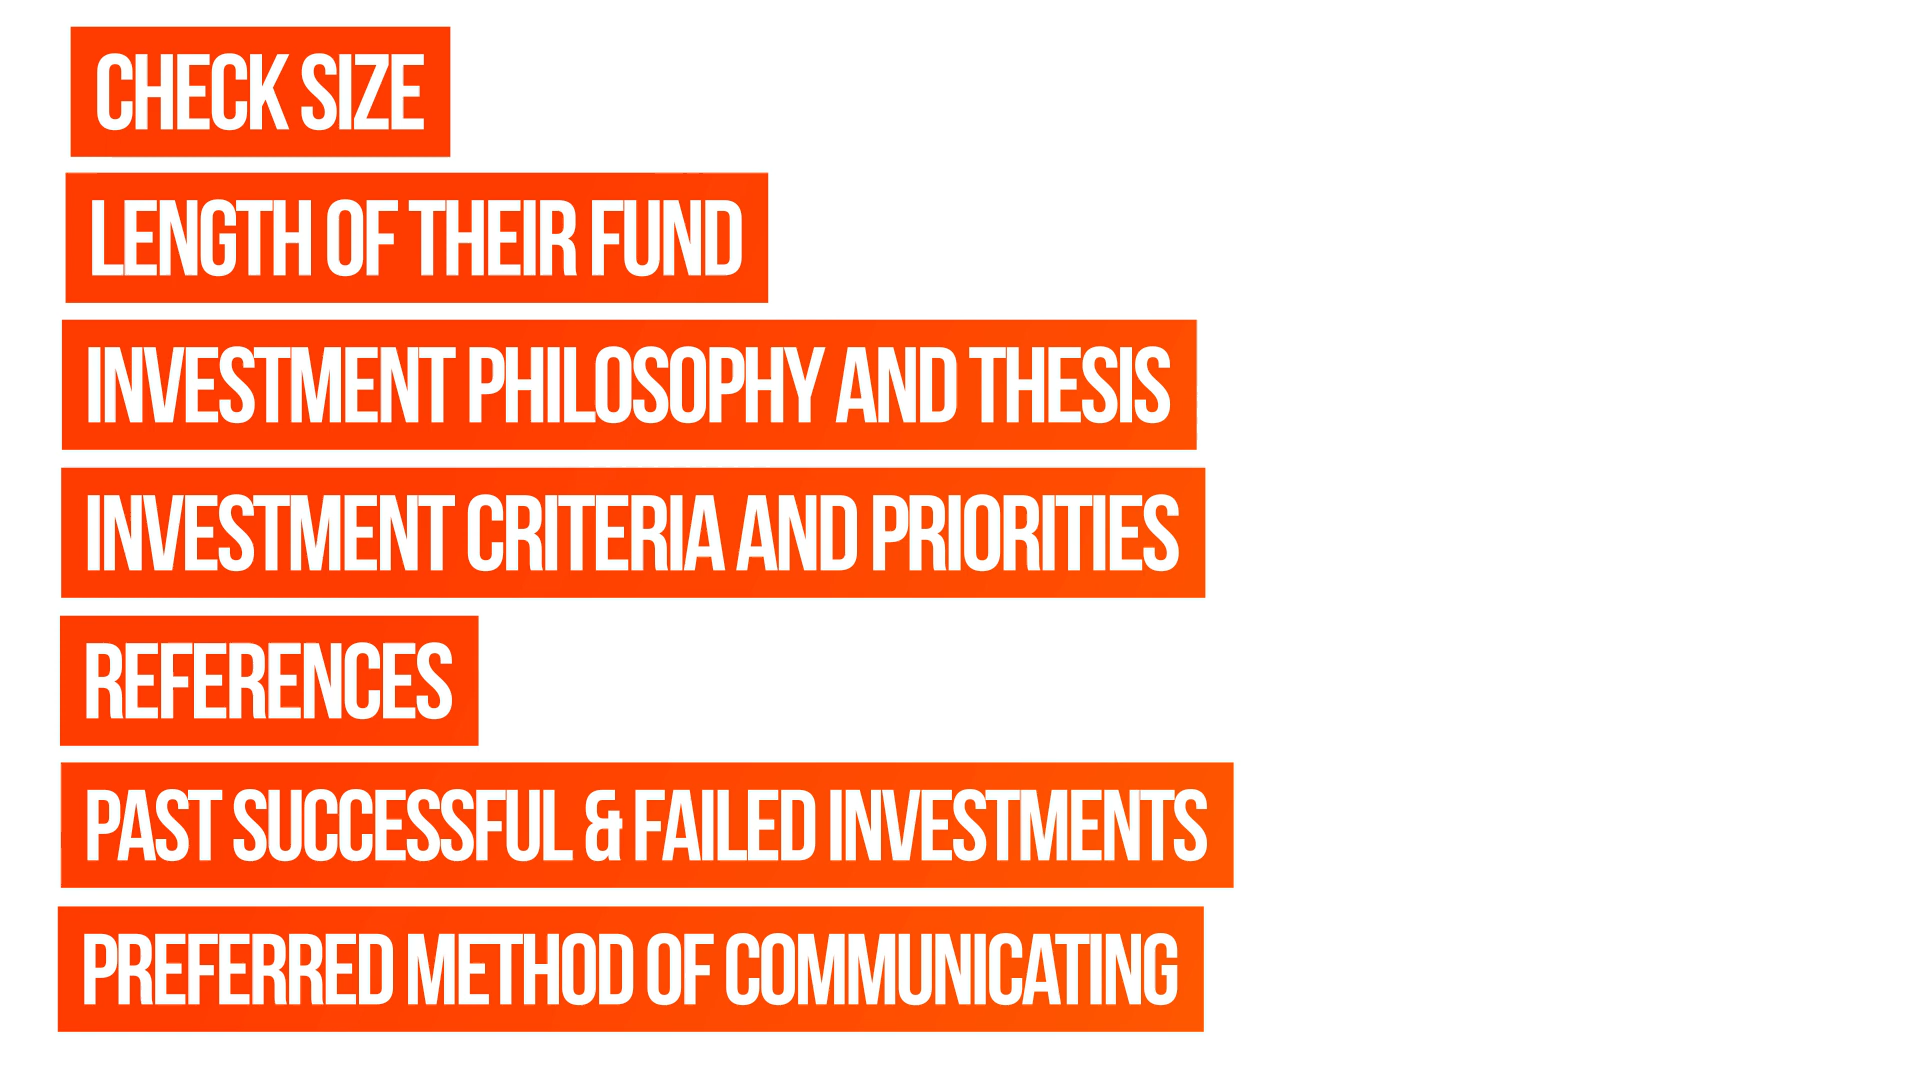 CHECK SIZE
LENGTH OF THEIR FUND
INVESTMENT PHILOSOPHY AND THESIS
INVESTMENT CRITERIA AND PRIORITIES
REFERENCES
PAST SUCCESSFUL & FAILED INVESTMENTS
PREFERRED METHOD OF COMMUNICATING